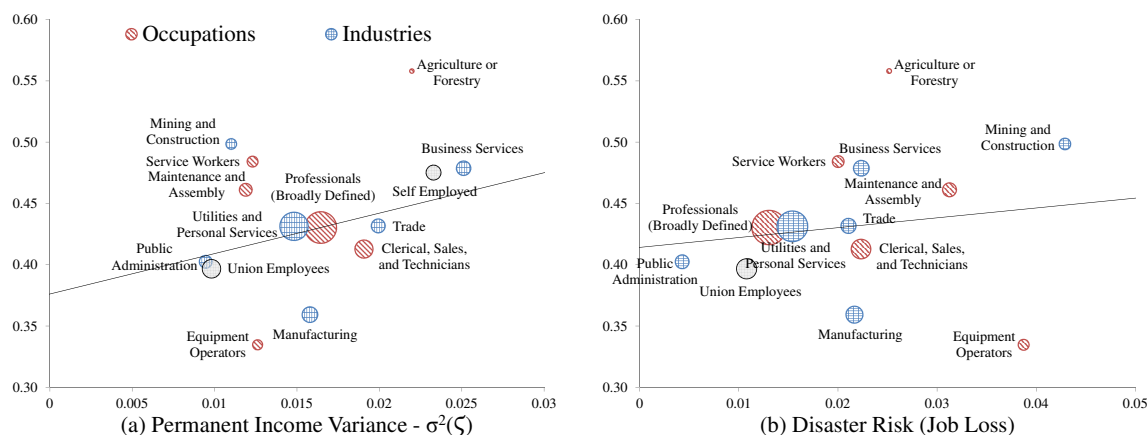 0.60
0.55
0.50
0.45
0.40
0.35
0.30
0
0.005
0.01
0.015
0.02
0.025
0.03
Occupations
Industries
Agriculture or
Forestry
Mining and
Construction
Service Workers
Maintenance and
Assembly
Business Services
Professionals
(Broadly Defined)
Self Employed
Utilities and
Personal Services
Trade
Public
Administration
Union Employees
Clerical, Sales,
and Technicians
Manufacturing
Equipment
Operators
(a) Permanent Income Variance - σ²(ζ)
0.60
0.55
0.50
0.45
0.40
0.35
0.30
0
0.01
0.02
0.03
0.04
0.05
Agriculture or
Forestry
Mining and
Construction
Service Workers
Business Services
Maintenance and
Assembly
Professionals
(Broadly Defined)
Trade
Utilities and
Personal Services
Clerical, Sales,
and Technicians
Public
Administration
Union Employees
Manufacturing
Equipment
Operators
(b) Disaster Risk (Job Loss)